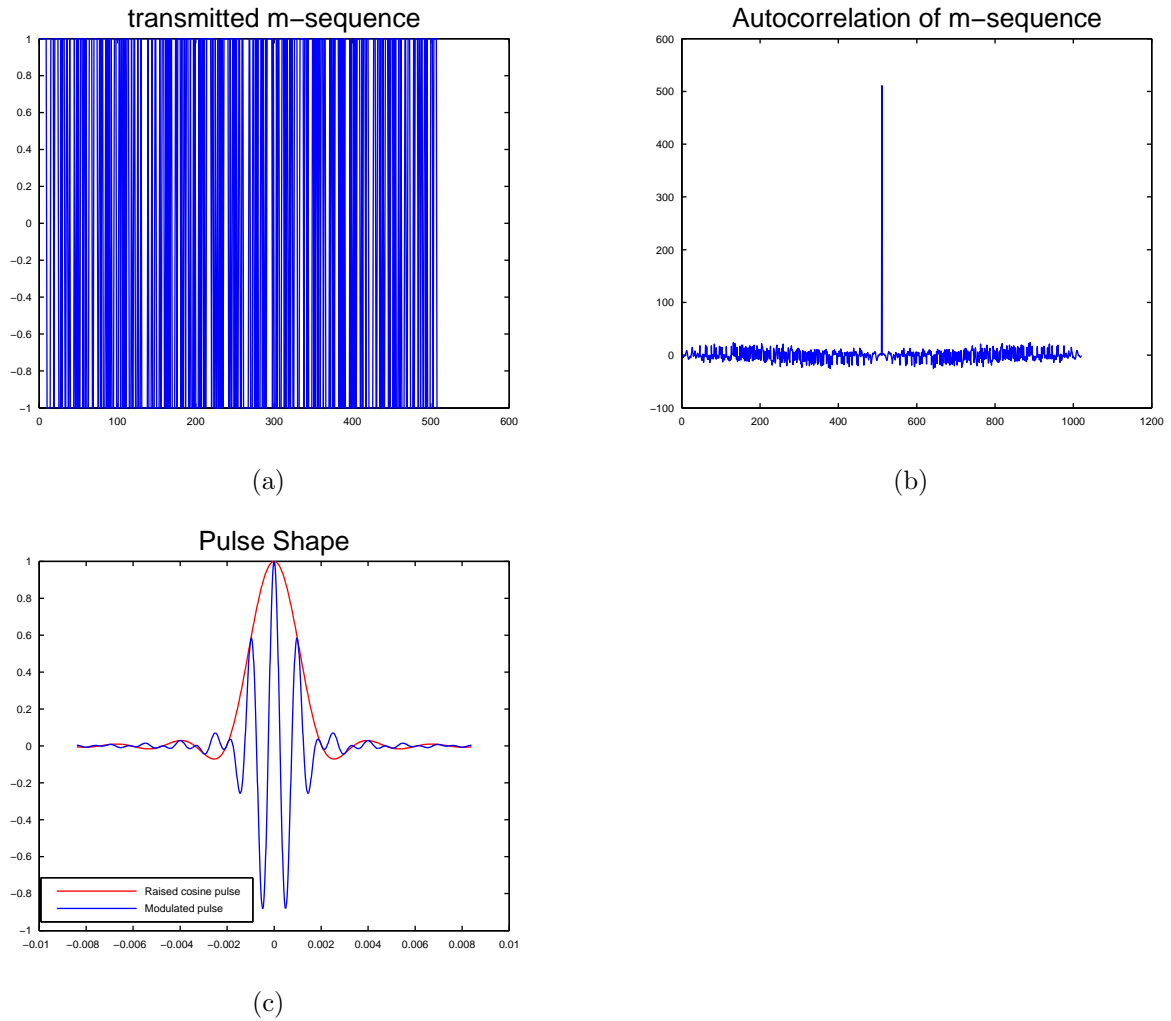 transmitted m−sequence
1
0.8
0.6
0.4
0.2
0
−0.2
−0.4
−0.6
−0.8
−1
0 100 200 300 400 500 600
(a)
Autocorrelation of m−sequence
600
500
400
300
200
100
0
−100
0 200 400 600 800 1000 1200
(b)
Pulse Shape
1
0.8
0.6
0.4
0.2
0
−0.2
−0.4
−0.6
−0.8
−1
Raised cosine pulse
Modulated pulse
−0.01 −0.008 −0.006 −0.004 −0.002 0 0.002 0.004 0.006 0.008 0.01
(c)